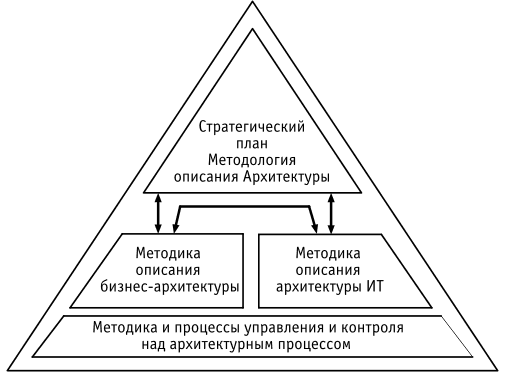 Стратегический
план
Методология
описания Архитектуры
Методика
описания
бизнес-архитектуры
Методика
описания
архитектуры ИТ
Методика и процессы управления и контроля
над архитектурным процессом